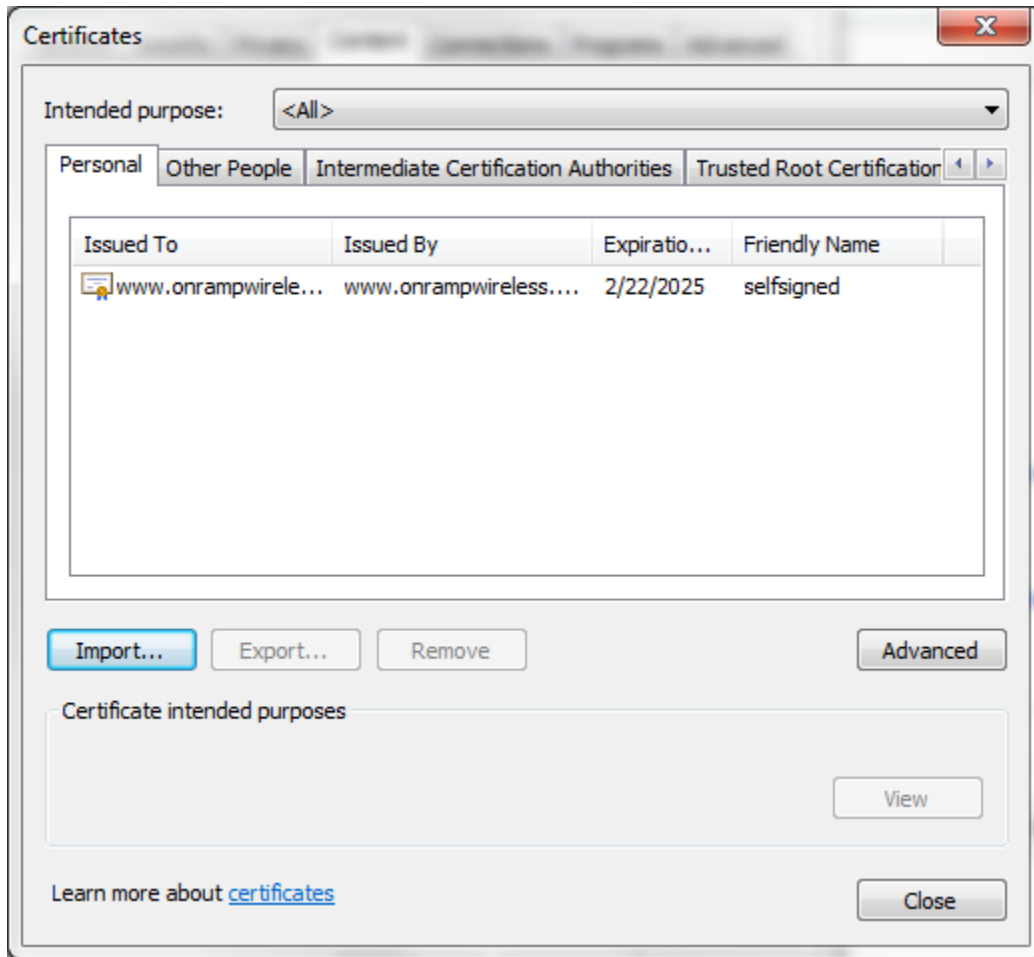 Certificates
Intended purpose: <All>
Personal Other People Intermediate Certification Authorities Trusted Root Certification
Issued To Issued By Expiratio... Friendly Name
www.onrampwirele... www.onrampwireless.... 2/22/2025 selfsigned
Import... Export... Remove Advanced
Certificate intended purposes
View
Learn more about certificates
Close